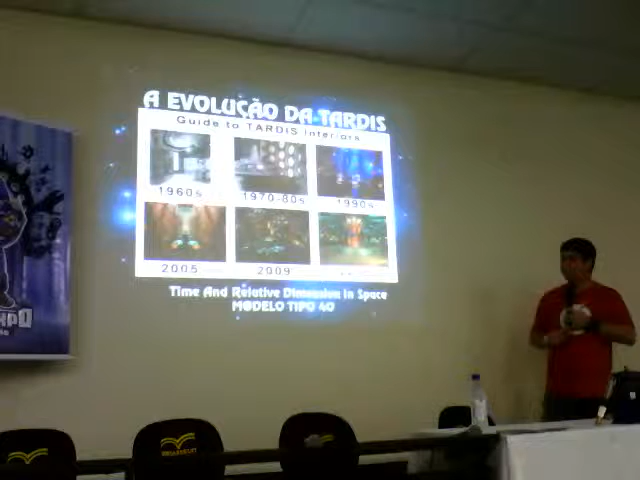 A EVOLUÇÃO DA TARDIS
Guide to TARDIS Interiors
1960s
1970-80s
1990s
2005
2009
Time And Relative Dimension in Space
MODELO TIPO 40